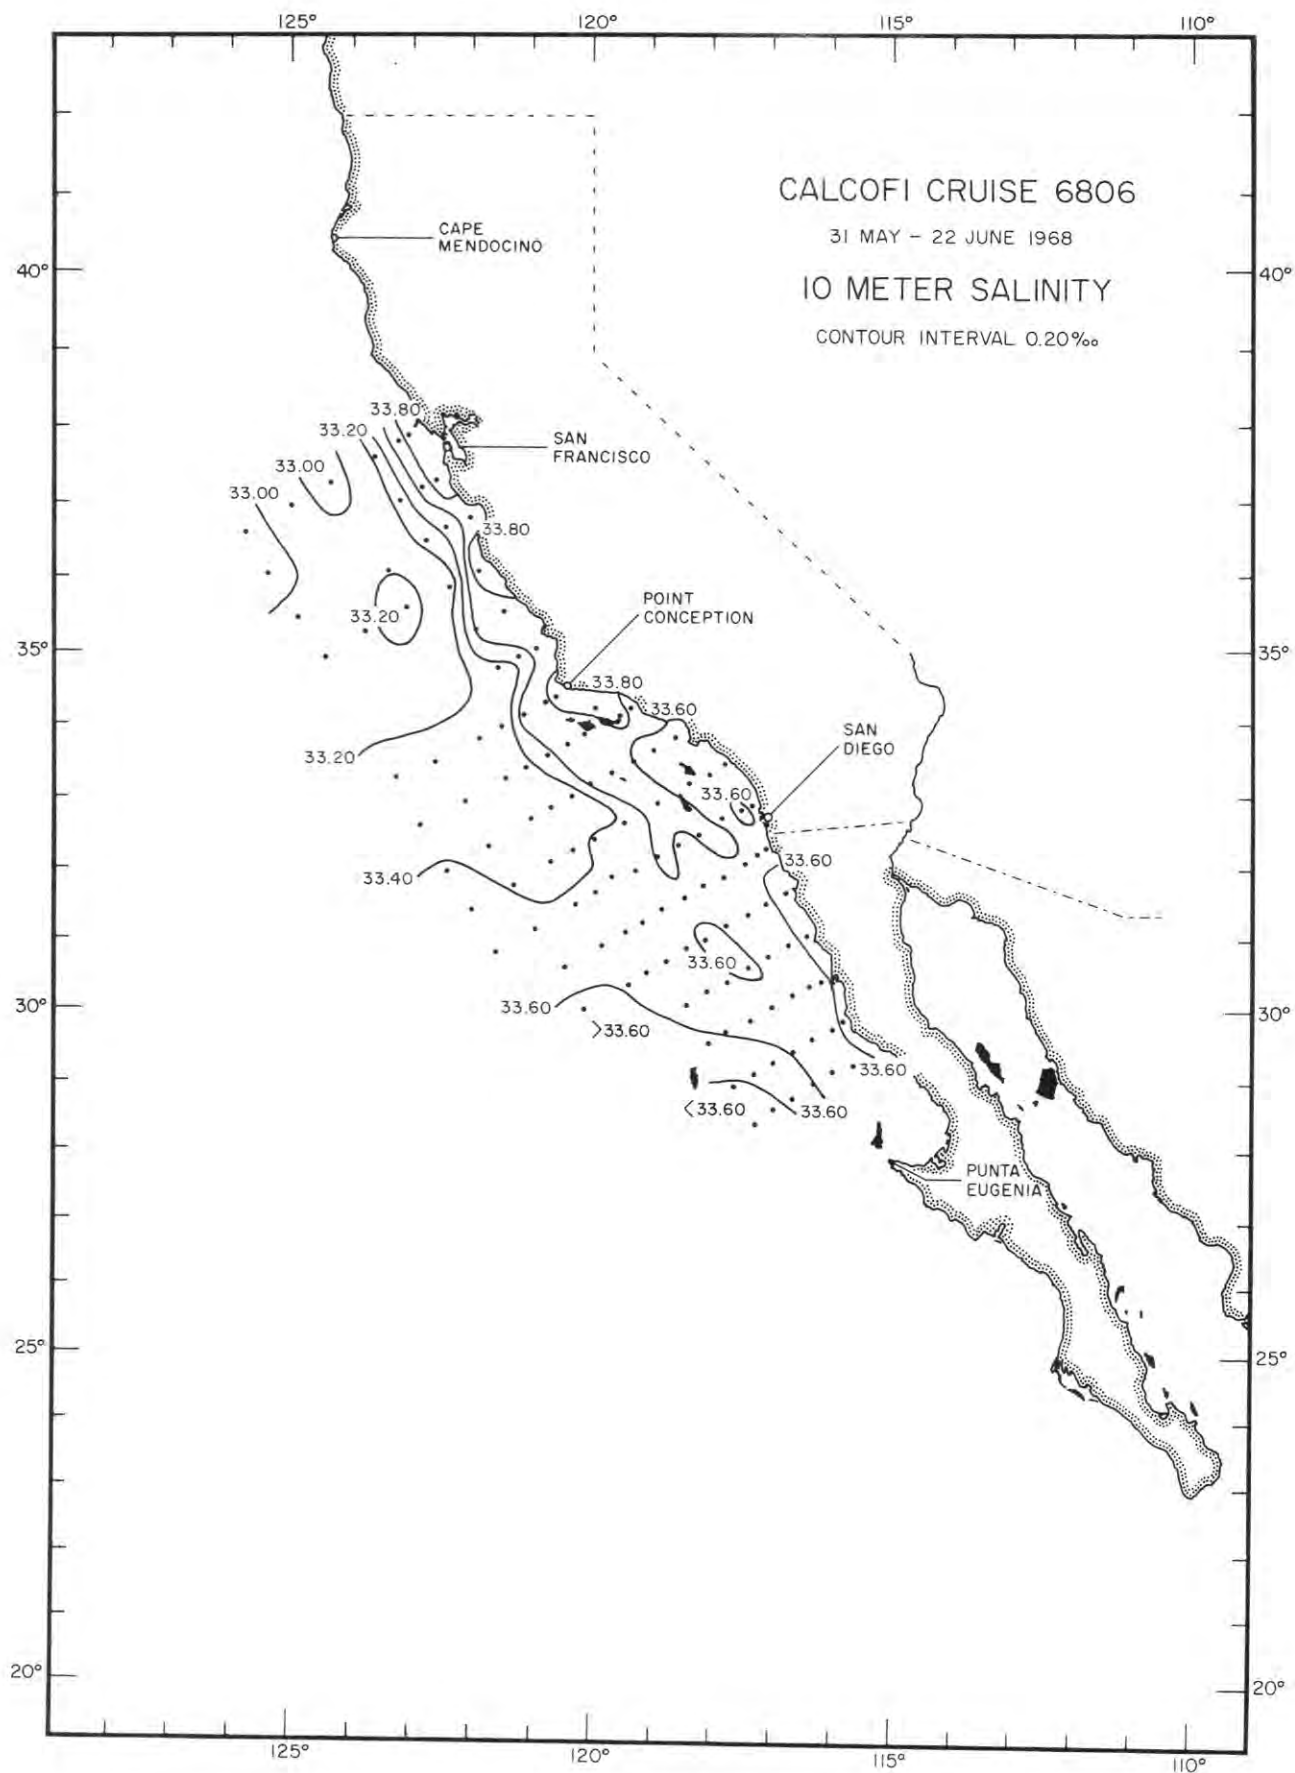 125°
120°
115°
110°
CALCOFI CRUISE 6806
31 MAY – 22 JUNE 1968
10 METER SALINITY
CONTOUR INTERVAL 0.20‰
CAPE
MENDOCINO
40°
40°
33.80
33.20
SAN
FRANCISCO
33.00
33.00
33.80
POINT
CONCEPTION
33.20
35°
35°
33.80
33.60
SAN
DIEGO
33.20
33.60
33.60
33.40
33.60
30°
33.60
30°
>33.60
33.60
<33.60
33.60
PUNTA
EUGENIA
25°
25°
20°
20°
125°
120°
115°
110°